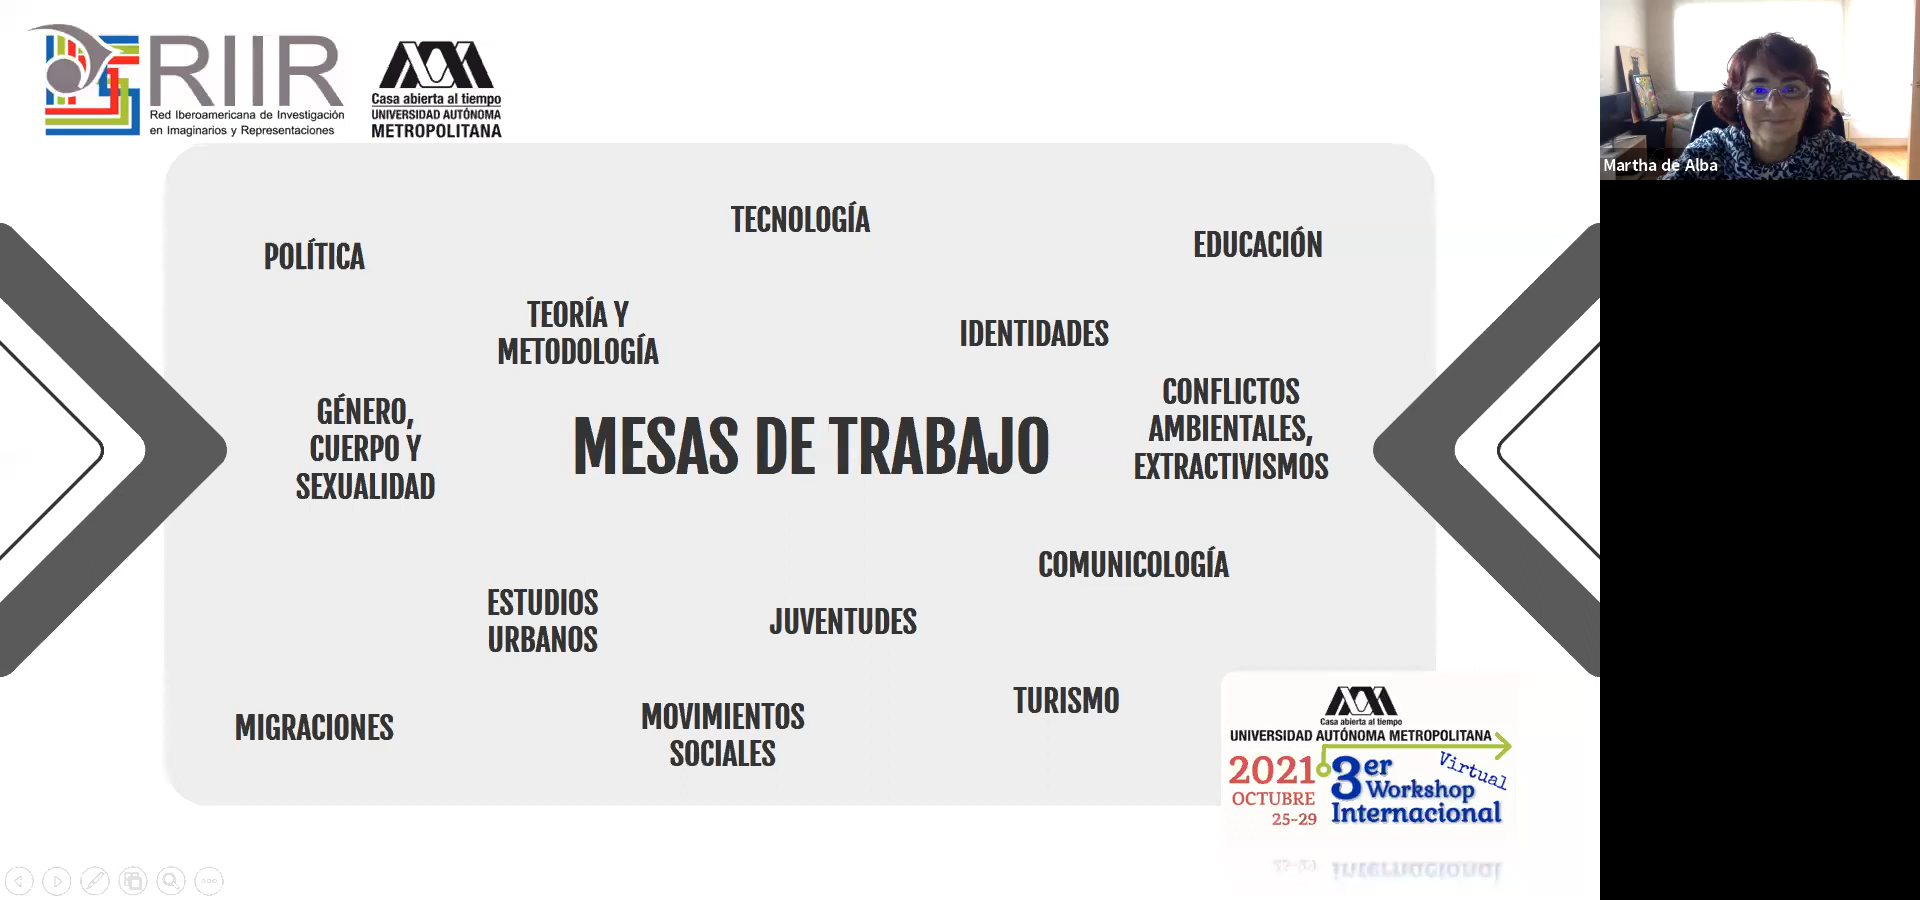 RIIR
Red Iberoamericana de Investigación
en Imaginarios y Representaciones
Casa abierta al tiempo
UNIVERSIDAD AUTÓNOMA
METROPOLITANA
Martha de Alba
TECNOLOGÍA
EDUCACIÓN
POLÍTICA
TEORÍA Y
METODOLOGÍA
IDENTIDADES
CONFLICTOS
AMBIENTALES,
EXTRACTIVISMOS
GÉNERO,
CUERPO Y
SEXUALIDAD
MESAS DE TRABAJO
COMUNICOLOGÍA
ESTUDIOS
URBANOS
JUVENTUDES
TURISMO
MIGRACIONES
MOVIMIENTOS
SOCIALES
Casa abierta al tiempo
UNIVERSIDAD AUTÓNOMA METROPOLITANA
2021
OCTUBRE
25-29
3er
Virtual
Workshop
Internacional